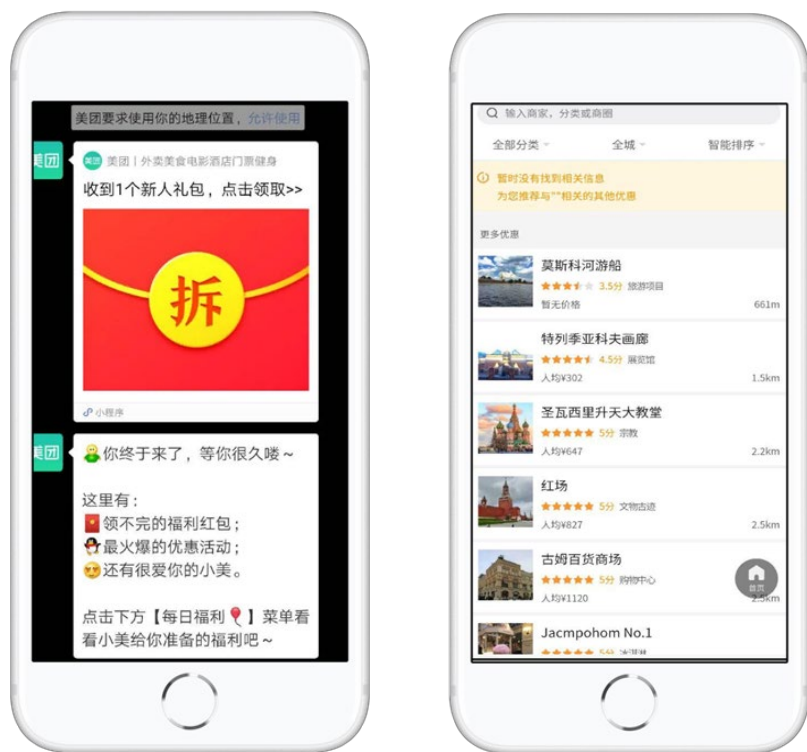 美团要求使用你的地理位置，允许使用
美团
美团
美团｜外卖美食电影酒店门票健身
收到1个新人礼包，点击领取>>
拆
小程序
美团
你终于来了，等你很久喽～
这里有：
领不完的福利红包；
最火爆的优惠活动；
还有很爱你的小美。
点击下方【每日福利】菜单看
看小美给你准备的福利吧～
输入商家，分类或商圈
全部分类 全城 智能排序
暂时没有找到相关信息
为您推荐与""相关的其他优惠
更多优惠
莫斯科河游船
3.5分 旅游项目
暂无价格 661m
特列季亚科夫画廊
4.5分 展览馆
人均¥302 1.5km
圣瓦西里升天大教堂
5分 宗教
人均¥647 2.2km
红场
5分 文物古迹
人均¥827 2.5km
古姆百货商场
5分 购物中心
首页
人均¥1120 2.5km
Jacmpohom No.1
5分 冰淇淋